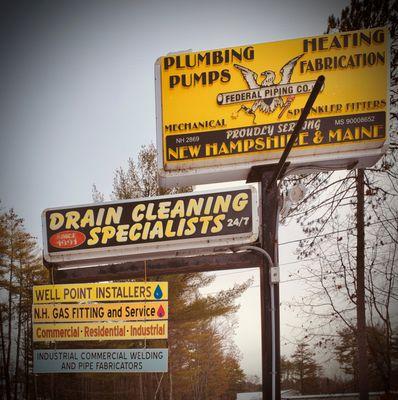 PLUMBING HEATING
PUMPS FABRICATION
FEDERAL PIPING CO.
MECHANICAL SPRINKLER FITTERS
PROUDLY SERVING
NH 2869 MS 90008652
NEW HAMPSHIRE & MAINE
DRAIN CLEANING
SINCE 1991 SPECIALISTS 24/7
WELL POINT INSTALLERS
N.H. GAS FITTING and Service
Commercial - Residential - Industrial
INDUSTRIAL COMMERCIAL WELDING
AND PIPE FABRICATORS